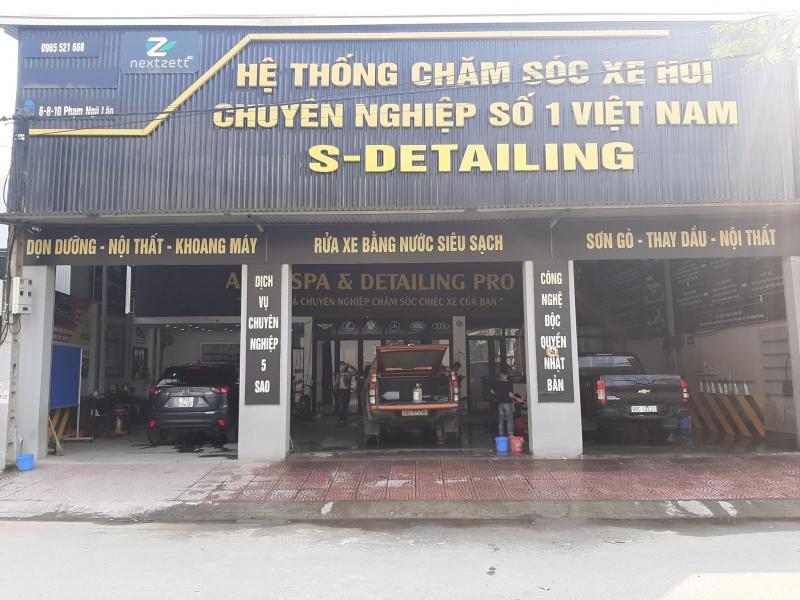 0965 521 668
nextzett
6-8-10 Phạm Ngũ Lão
HỆ THỐNG CHĂM SÓC XE HƠI
CHUYÊN NGHIỆP SỐ 1 VIỆT NAM
S-DETAILING
DỌN DƯỠNG - NỘI THẤT - KHOANG MÁY
RỬA XE BẰNG NƯỚC SIÊU SẠCH
SƠN GÒ - THAY DẦU - NỘI THẤT
SPA & DETAILING PRO
CHUYÊN NGHIỆP CHĂM SÓC CHIẾC XE CỦA BẠN "
DỊCH
VỤ
CHUYÊN
NGHIỆP
5
SAO
CÔNG
NGHỆ
ĐỘC
QUYỀN
NHẬT
BẢN